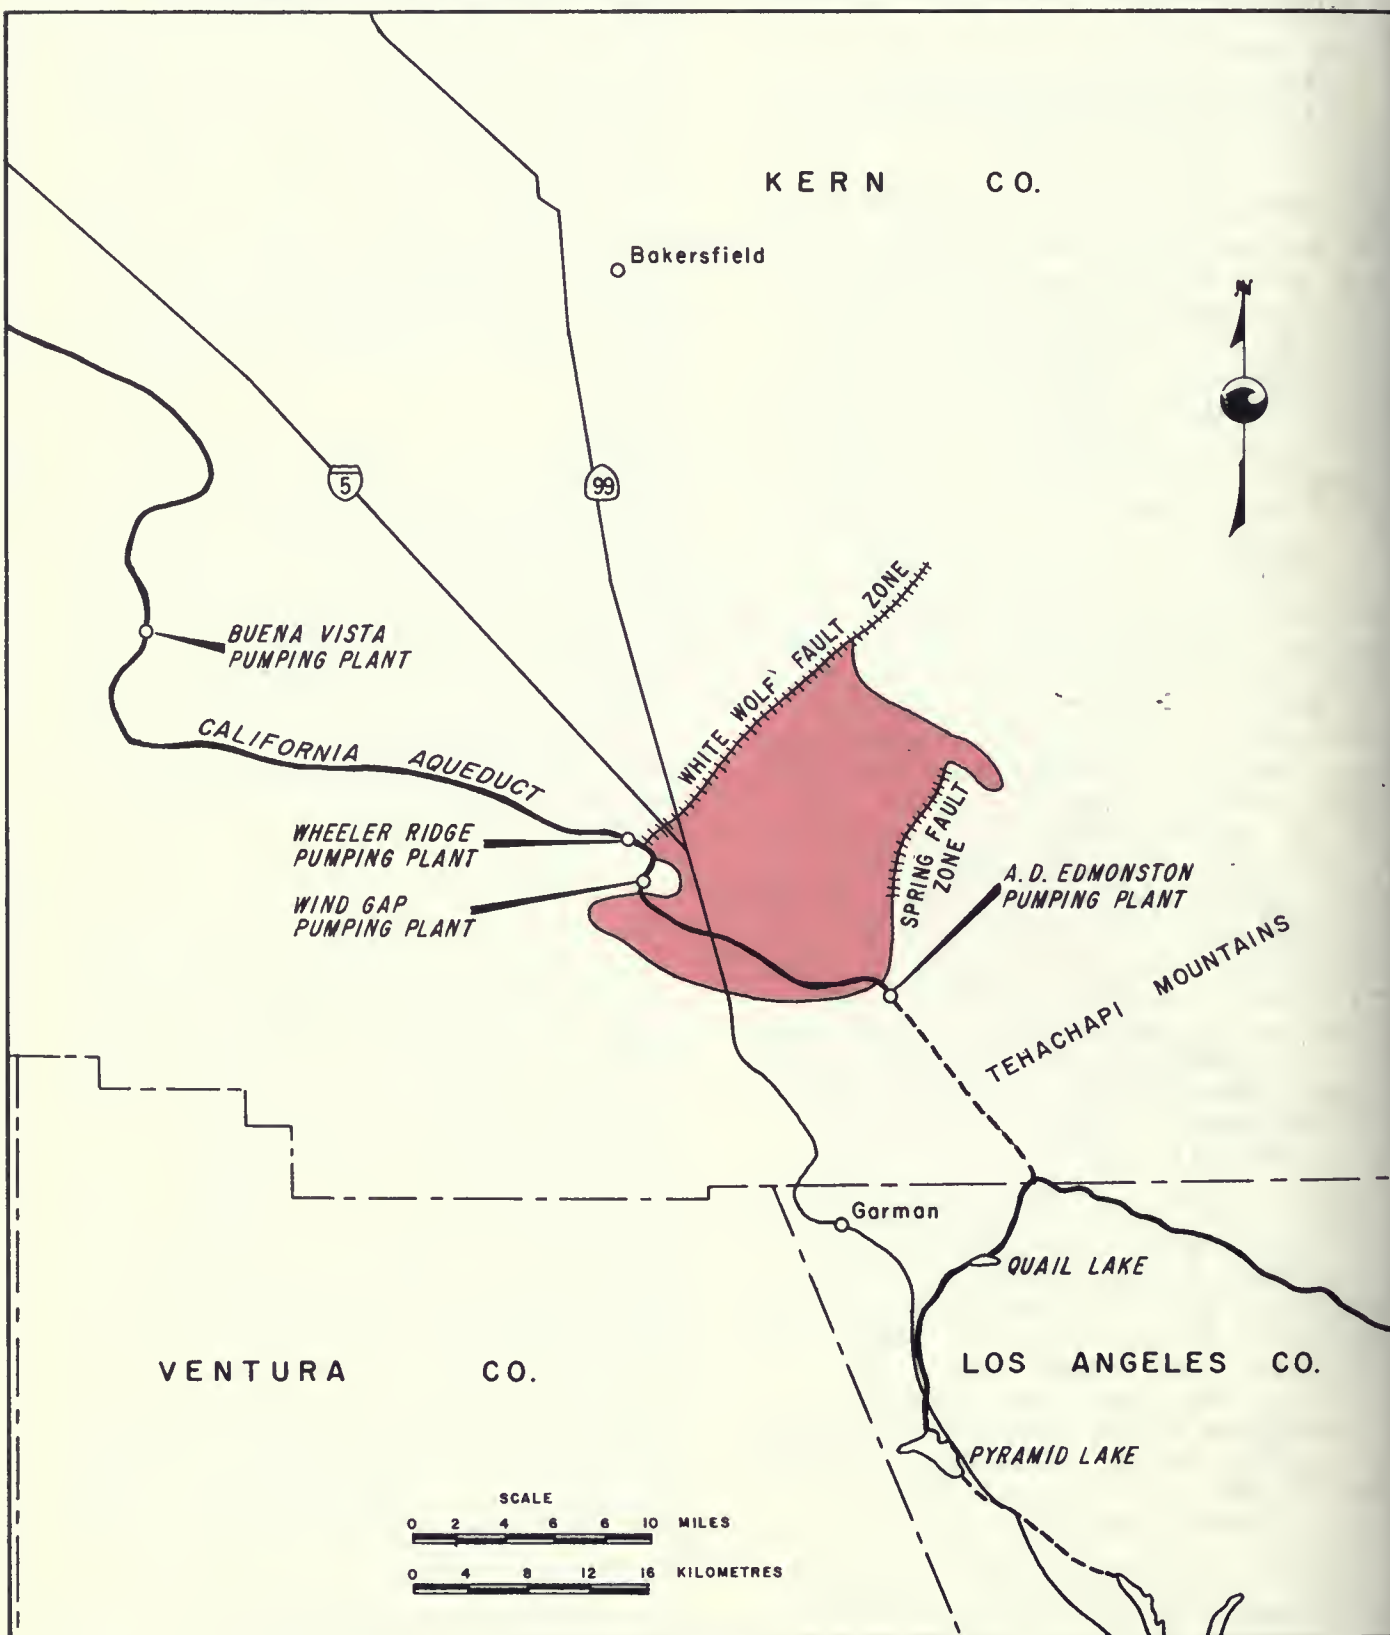 KERN CO.
Bakersfield
N
5
99
WHITE WOLF FAULT ZONE
BUENA VISTA
PUMPING PLANT
CALIFORNIA AQUEDUCT
WHEELER RIDGE
PUMPING PLANT
SPRING FAULT
ZONE
A.D. EDMONSTON
PUMPING PLANT
WIND GAP
PUMPING PLANT
TEHACHAPI MOUNTAINS
Gorman
QUAIL LAKE
VENTURA CO.
LOS ANGELES CO.
PYRAMID LAKE
SCALE
0 2 4 6 6 10 MILES
0 4 8 12 16 KILOMETRES